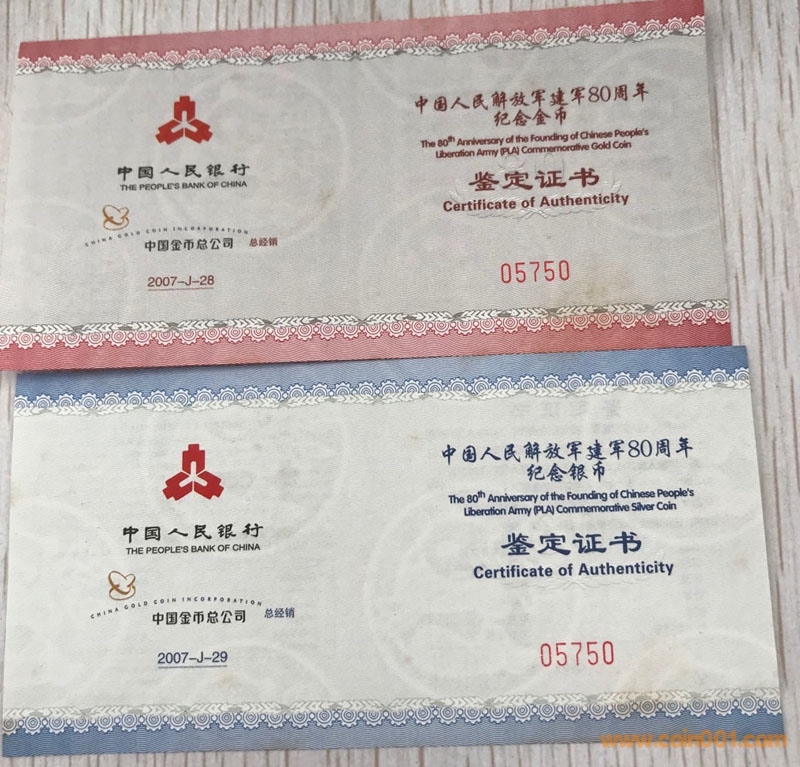 中国人民银行
THE PEOPLE'S BANK OF CHINA
CHINA GOLD COIN INCORPORATION
中国金币总公司 总经销
2007-J-28
中国人民解放军建军80周年
纪念金币
The 80th Anniversary of the Founding of Chinese People's
Liberation Army (PLA) Commemorative Gold Coin
鉴定证书
Certificate of Authenticity
05750
中国人民银行
THE PEOPLE'S BANK OF CHINA
CHINA GOLD COIN INCORPORATION
中国金币总公司 总经销
2007-J-29
中国人民解放军建军80周年
纪念银币
The 80th Anniversary of the Founding of Chinese People's
Liberation Army (PLA) Commemorative Silver Coin
鉴定证书
Certificate of Authenticity
05750
www.coin001.com